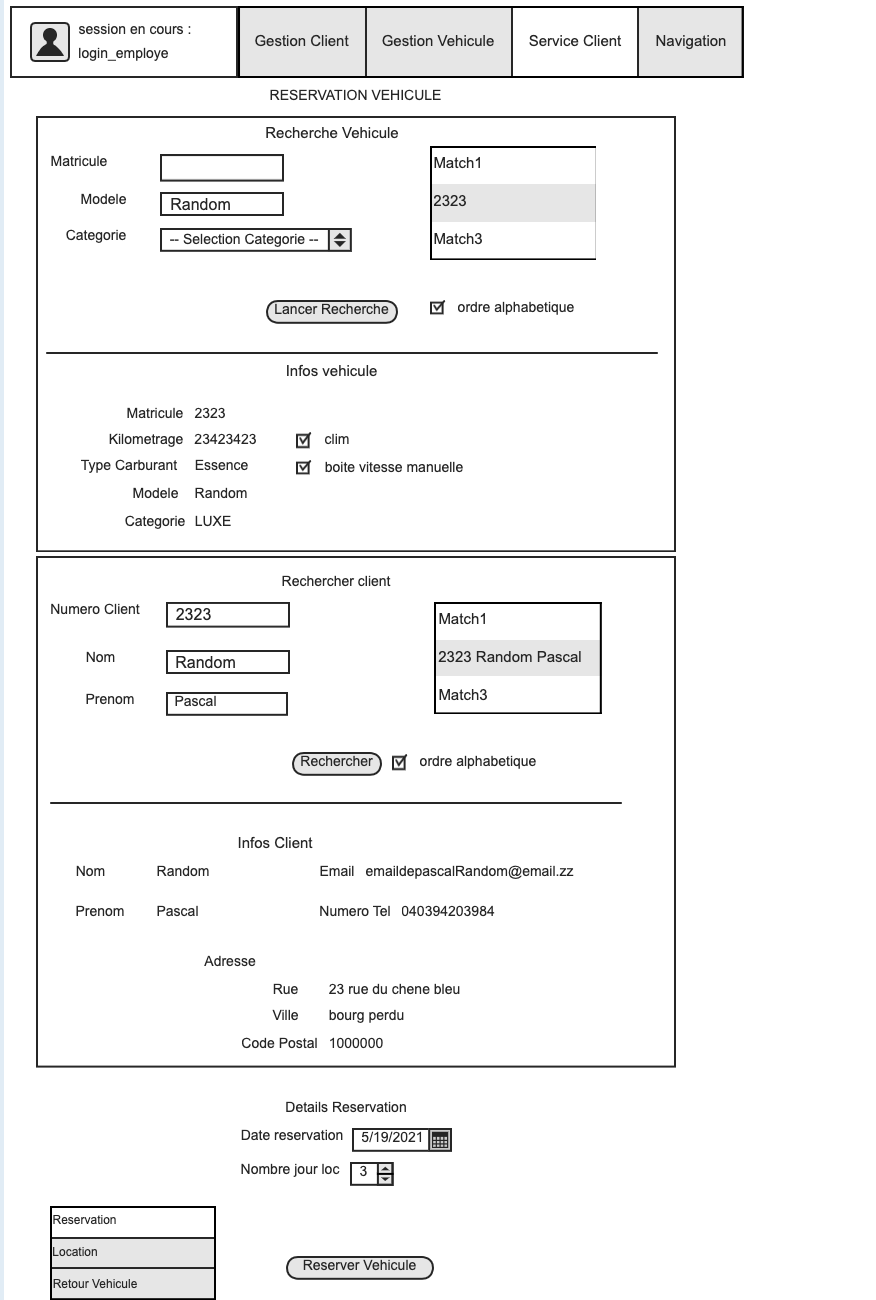 session en cours :
login_employe
Gestion Client
Gestion Vehicule
Service Client
Navigation
RESERVATION VEHICULE
Recherche Vehicule
Matricule
Modele Random
Categorie -- Selection Categorie --
Match1
2323
Match3
Lancer Recherche
ordre alphabetique
Infos vehicule
Matricule 2323
Kilometrage 23423423 clim
Type Carburant Essence boite vitesse manuelle
Modele Random
Categorie LUXE
Rechercher client
Numero Client 2323
Nom Random
Prenom Pascal
Match1
2323 Random Pascal
Match3
Rechercher
ordre alphabetique
Infos Client
Nom Random Email emaildepascalRandom@email.zz
Prenom Pascal Numero Tel 040394203984
Adresse
Rue 23 rue du chene bleu
Ville bourg perdu
Code Postal 1000000
Details Reservation
Date reservation 5/19/2021
Nombre jour loc 3
Reservation
Location
Retour Vehicule
Reserver Vehicule